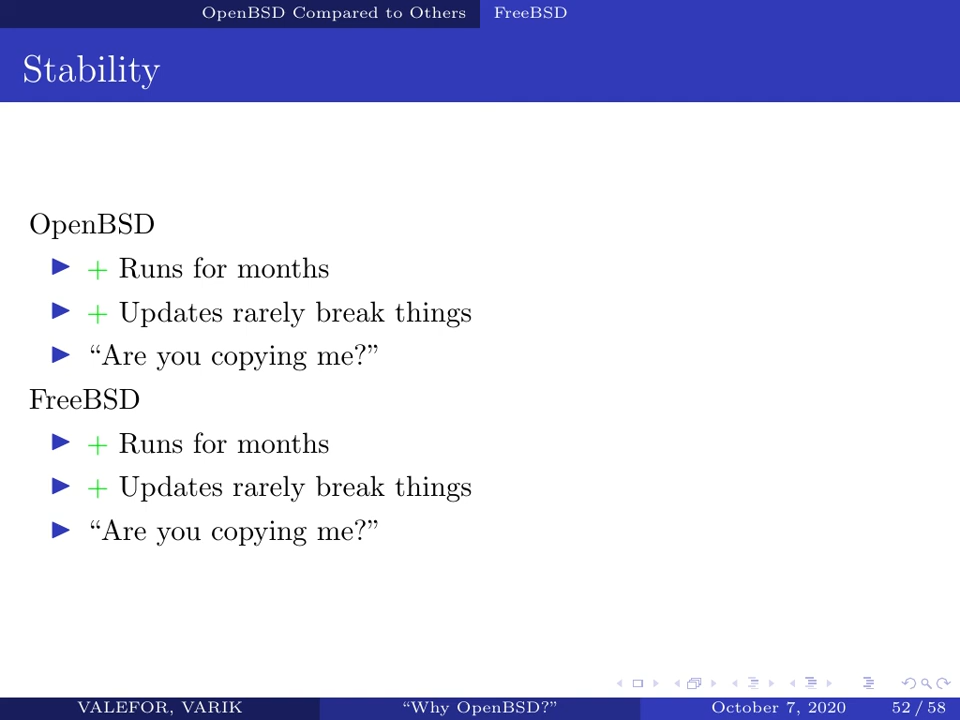 OpenBSD Compared to Others FreeBSD
Stability
OpenBSD
+ Runs for months
+ Updates rarely break things
“Are you copying me?”
FreeBSD
+ Runs for months
+ Updates rarely break things
“Are you copying me?”
VALEFOR, VARIK “Why OpenBSD?” October 7, 2020 52 / 58